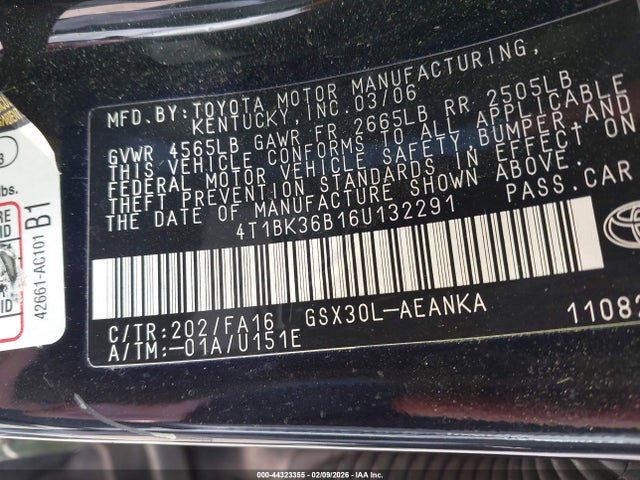 MFD.BY: TOYOTA MOTOR MANUFACTURING,
KENTUCKY, INC. 03/06
GVWR 4565LB GAWR FR 2665LB RR 2505LB
THIS VEHICLE CONFORMS TO ALL APPLICABLE
FEDERAL MOTOR VEHICLE SAFETY, BUMPER, AND
THEFT PREVENTION STANDARDS IN EFFECT ON
THE DATE OF MANUFACTURE SHOWN ABOVE.
4T1BK36B16U132291 PASS.CAR
C/TR:202/FA16 GSX30L-AEANKA
A/TM:-01A/U151E
1108
42661-AC101
B1
lbs.
000-44323355 - 02/09/2026 - IAA Inc.